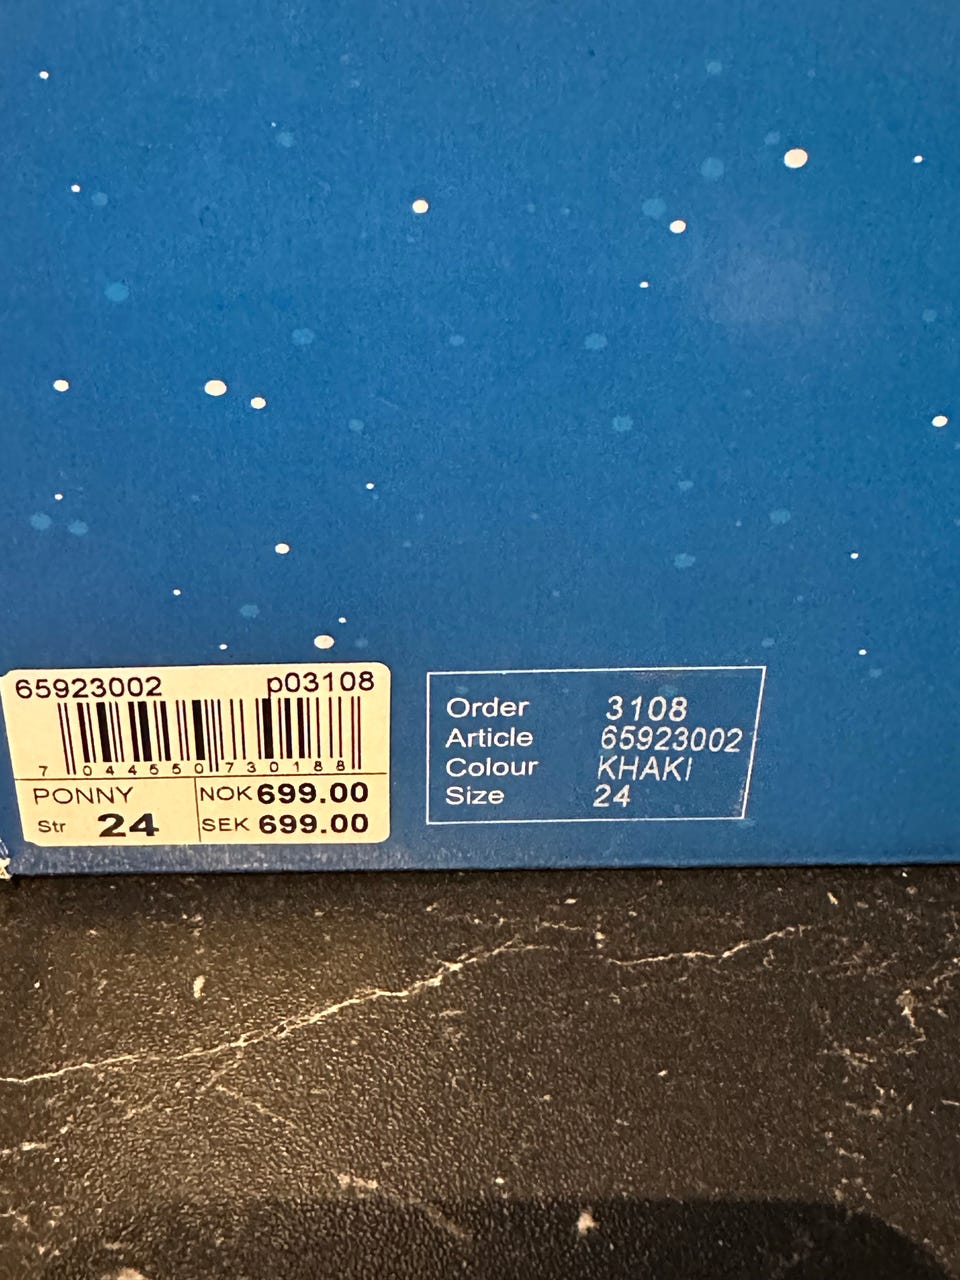 65923002 p03108
7 044550 730188
PONNY NOK 699.00
Str 24 SEK 699.00
Order 3108
Article 65923002
Colour KHAKI
Size 24